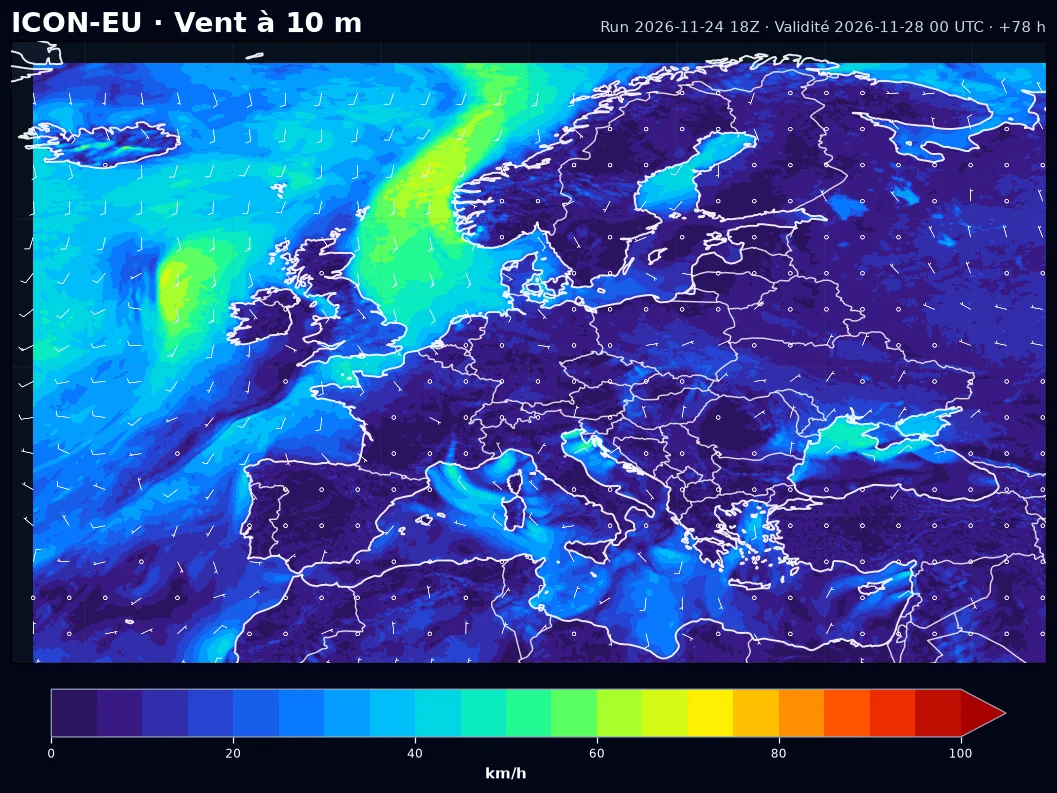 ICON-EU · Vent à 10 m
Run 2026-11-24 18Z · Validité 2026-11-28 00 UTC · +78 h
0 20 40 60 80 100
km/h